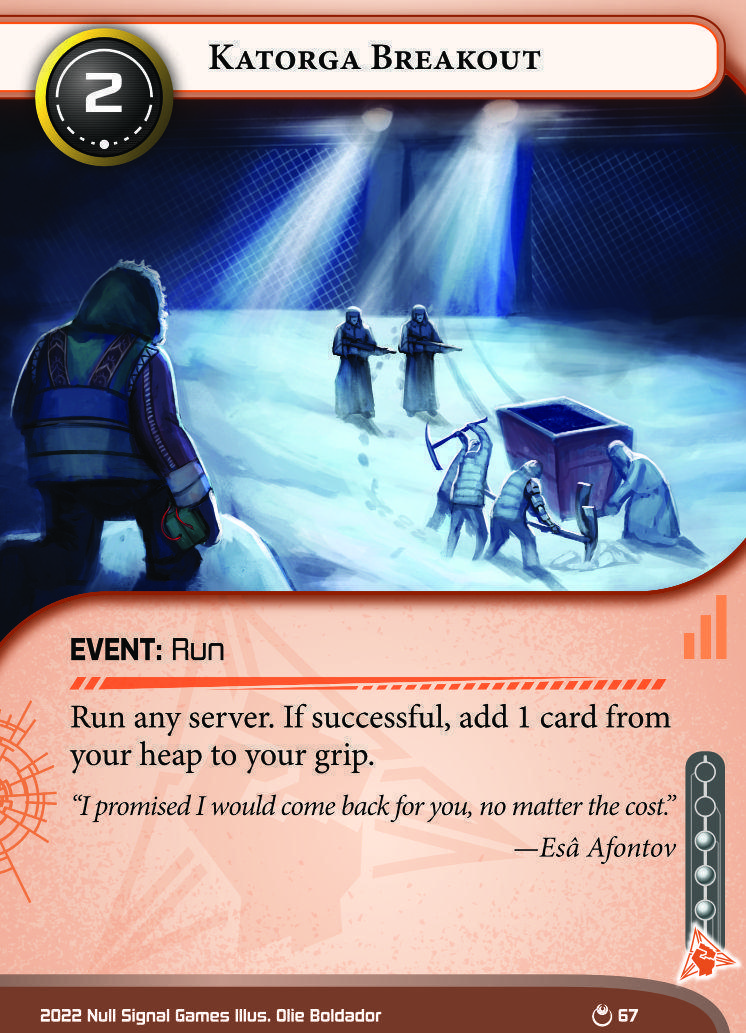 Katorga Breakout
2
EVENT: Run
Run any server. If successful, add 1 card from
your heap to your grip.
“I promised I would come back for you, no matter the cost.”
—Esâ Afontov
2022 Null Signal Games Illus. Olie Boldador
67